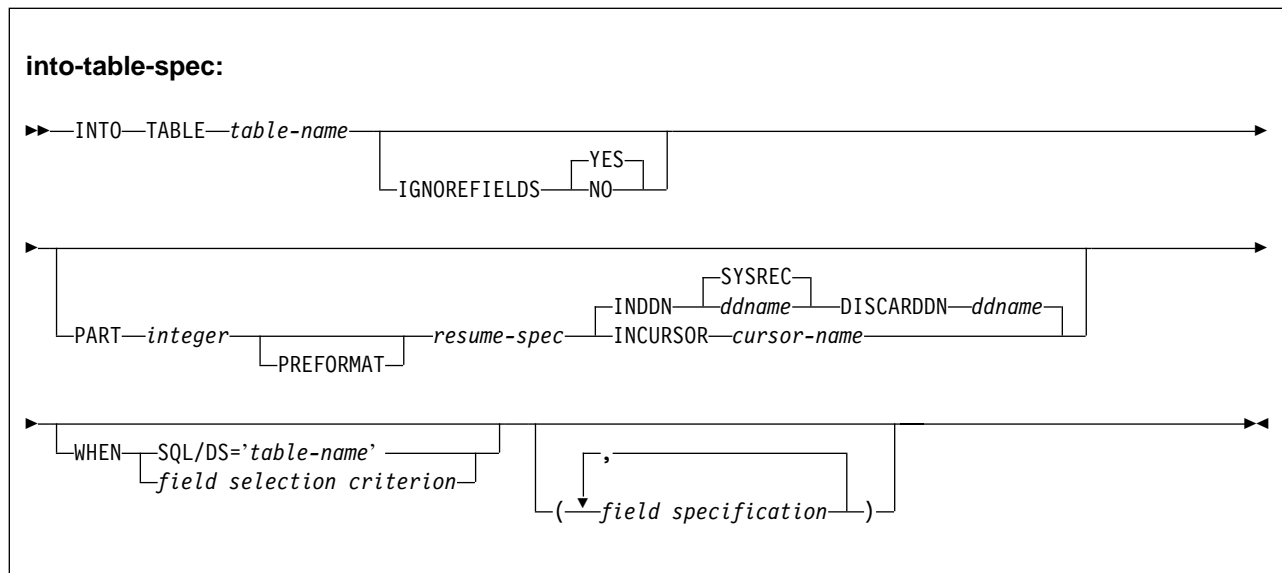 into-table-spec:
INTO TABLE table-name
YES
IGNOREFIELDS NO
SYSREC
INDDN ddname DISCARDDN ddname
PART integer resume-spec INCURSOR cursor-name
PREFORMAT
WHEN SQL/DS='table-name'
field selection criterion
,
( field specification )